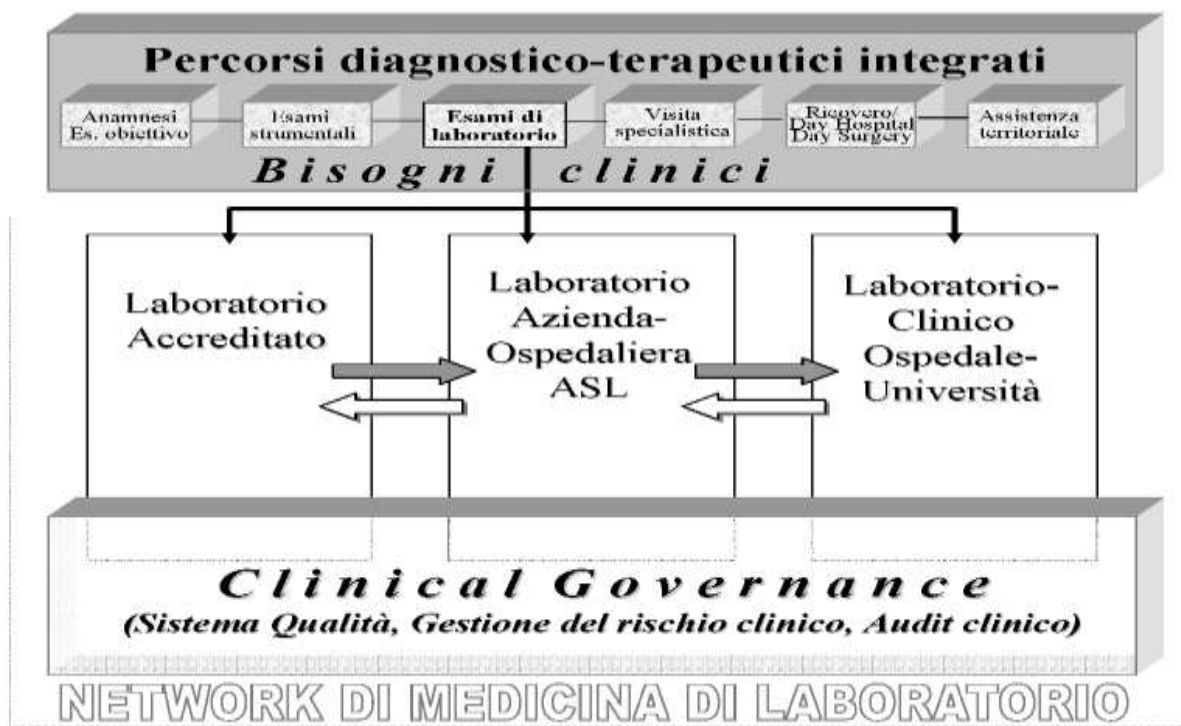 Percorsi diagnostico-terapeutici integrati
Anamnesi
Es. obiettivo
Esami
strumentali
Esami di
laboratorio
Visita
specialistica
Ricovero/
Day Hospital
Day Surgery
Assistenza
territoriale
Bisogni clinici
Laboratorio
Accreditato
Laboratorio
Azienda-
Ospedaliera
ASL
Laboratorio-
Clinico
Ospedale-
Università
Clinical Governance
(Sistema Qualità, Gestione del rischio clinico, Audit clinico)
NETWORK DI MEDICINA DI LABORATORIO